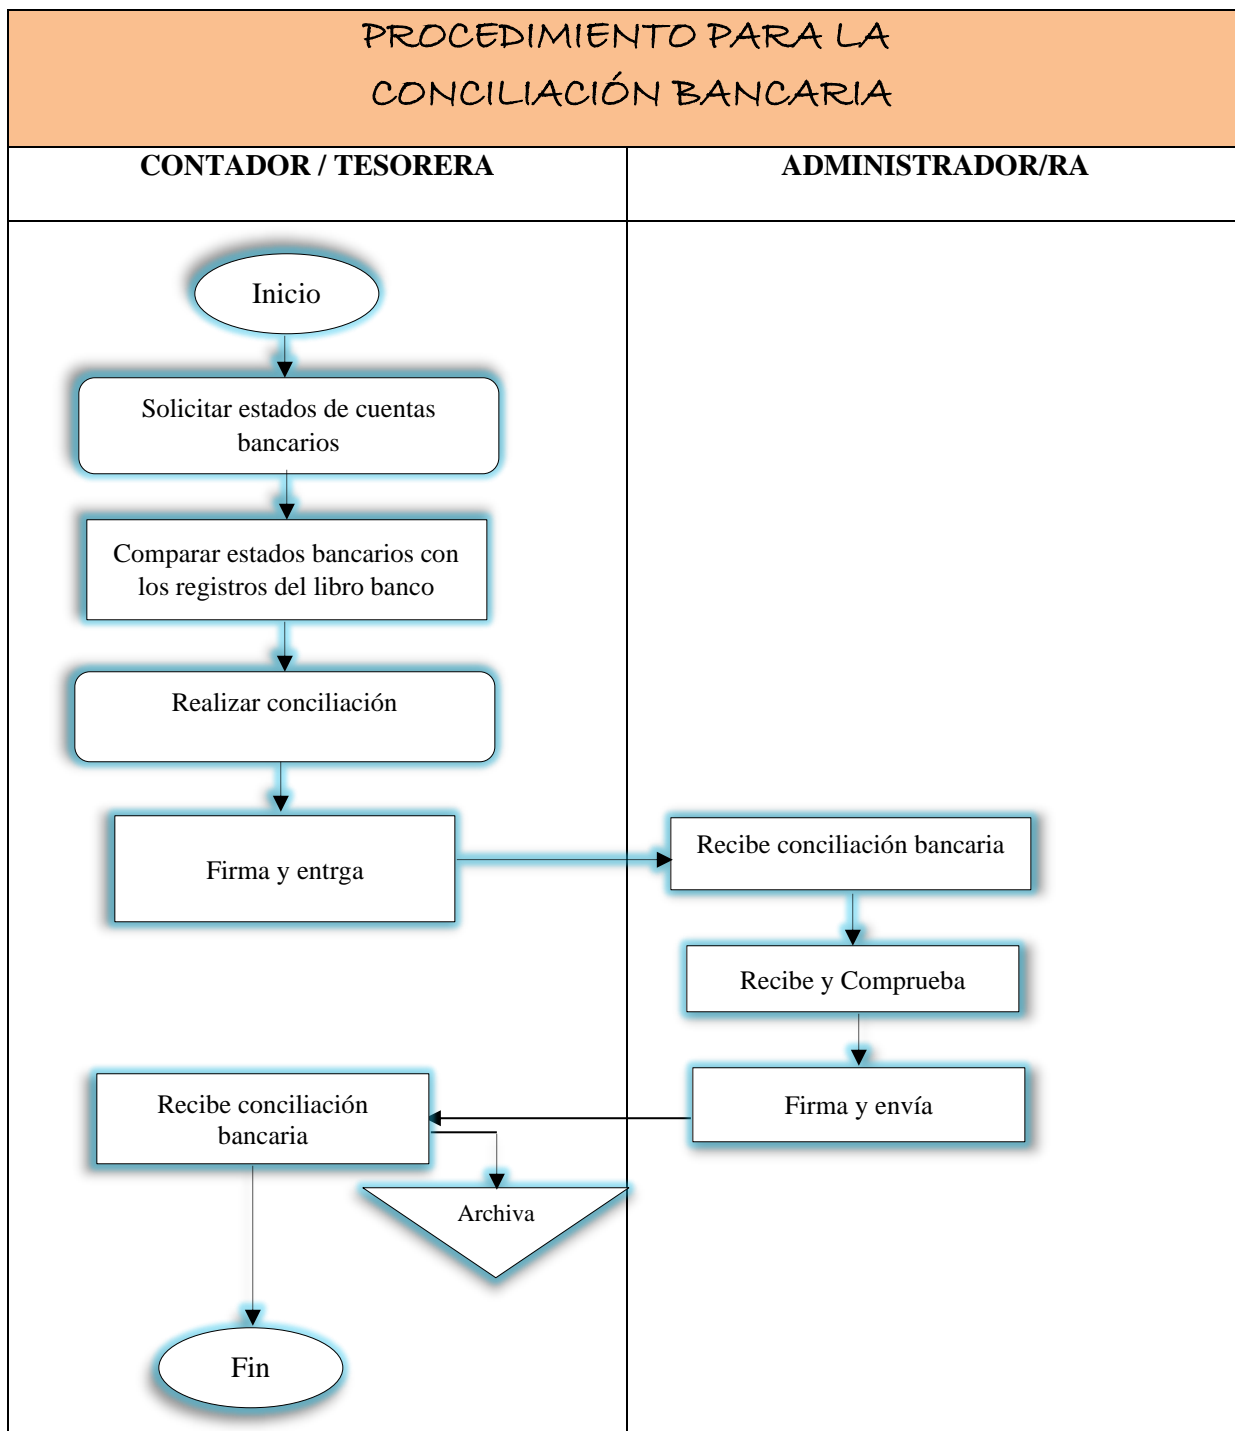 PROCEDIMIENTO PARA LA
CONCILIACIÓN BANCARIA
CONTADOR / TESORERA
ADMINISTRADOR/RA
Inicio
Solicitar estados de cuentas
bancarios
Comparar estados bancarios con
los registros del libro banco
Realizar conciliación
Firma y entrga
Recibe conciliación bancaria
Recibe y Comprueba
Firma y envía
Recibe conciliación
bancaria
Archiva
Fin